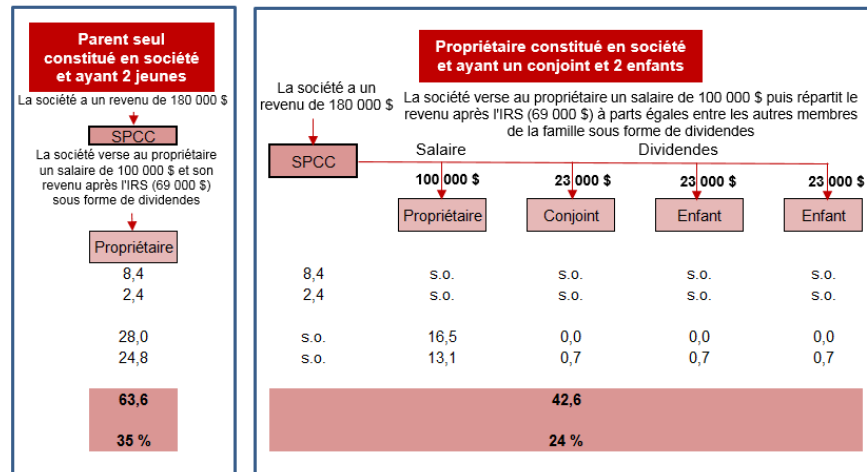 Parent seul
constitué en société
et ayant 2 jeunes
La société a un revenu de 180 000 $
SPCC
La société verse au propriétaire
un salaire de 100 000 $ et son
revenu après l'IRS (69 000 $)
sous forme de dividendes
Propriétaire
8,4
2,4
28,0
24,8
63,6
35 %
Propriétaire constitué en société
et ayant un conjoint et 2 enfants
La société a un
revenu de 180 000 $
La société verse au propriétaire un salaire de 100 000 $ puis répartit le
revenu après l'IRS (69 000 $) à parts égales entre les autres membres
de la famille sous forme de dividendes
Salaire Dividendes
SPCC
100 000 $ 23 000 $ 23 000 $ 23 000 $
Propriétaire Conjoint Enfant Enfant
8,4 s.o. s.o. s.o. s.o.
2,4 s.o. s.o. s.o. s.o.
s.o. 16,5 0,0 0,0 0,0
s.o. 13,1 0,7 0,7 0,7
42,6
24 %